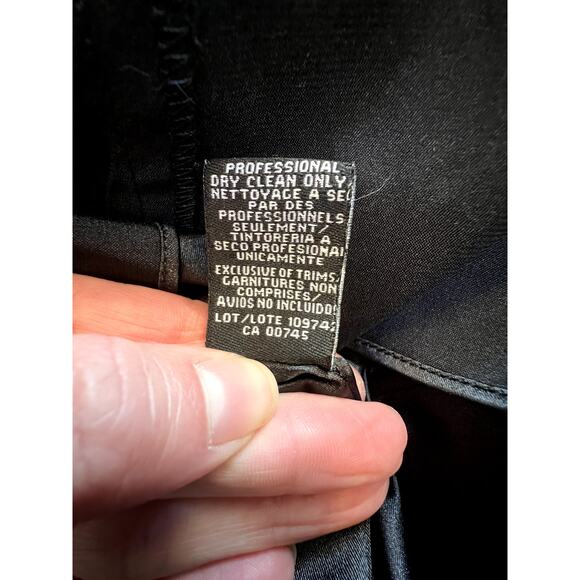 PROFESSIONAL
DRY CLEAN ONLY/
NETTOYAGE A SEC
PAR DES
PROFESSIONNELS
SEULEMENT/
TINTORERIA A
SECO PROFESIONAL
UNICAMENTE
EXCLUSIVE OF TRIMS/
GARNITURES NON
COMPRISES/
AVIOS NO INCLUIDOS
LOT/LOTE 109742
CA 00745